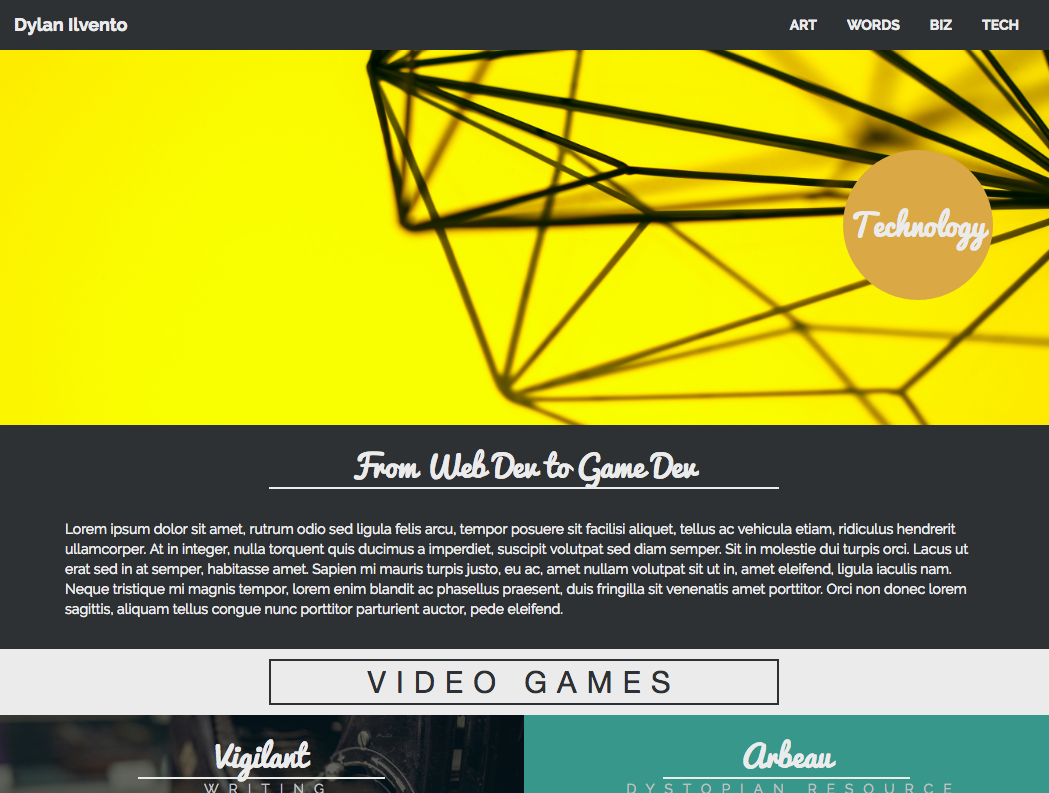 Dylan Ilvento
ART WORDS BIZ TECH
Technology
From Web Dev to Game Dev
Lorem ipsum dolor sit amet, rutrum odio sed ligula felis arcu, tempor posuere sit facilisi aliquet, tellus ac vehicula etiam, ridiculus hendrerit
ullamcorper. At in integer, nulla torquent quis ducimus a imperdiet, suscipit volutpat sed diam semper. Sit in molestie dui turpis orci. Lacus ut
erat sed in at semper, habitasse amet. Sapien mi mauris turpis justo, eu ac, amet nullam volutpat sit ut in, amet eleifend, ligula iaculis nam.
Neque tristique mi magnis tempor, lorem enim blandit ac phasellus praesent, duis fringilla sit venenatis amet porttitor. Orci non donec lorem
sagittis, aliquam tellus congue nunc porttitor parturient auctor, pede eleifend.
VIDEO GAMES
Vigilant
WRITING
Arbeau
DYSTOPIAN RESOURCE